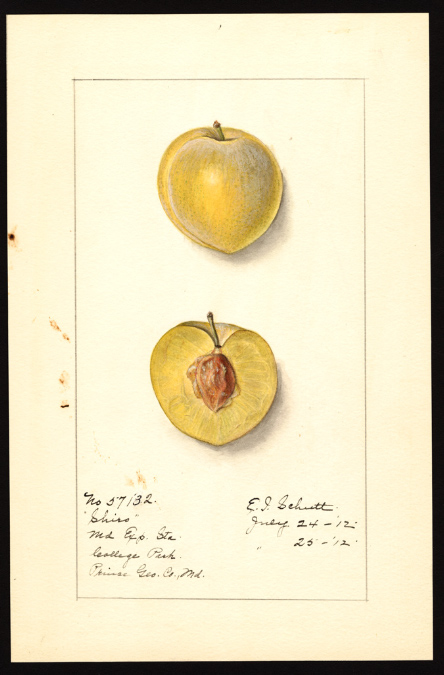 No 57132.
"Shiro"
Md Exp. Sta.
College Park.
Prince Geo. Co., Md.
E. I. Schutt.
July 24 - '12.
" 25 - '12.